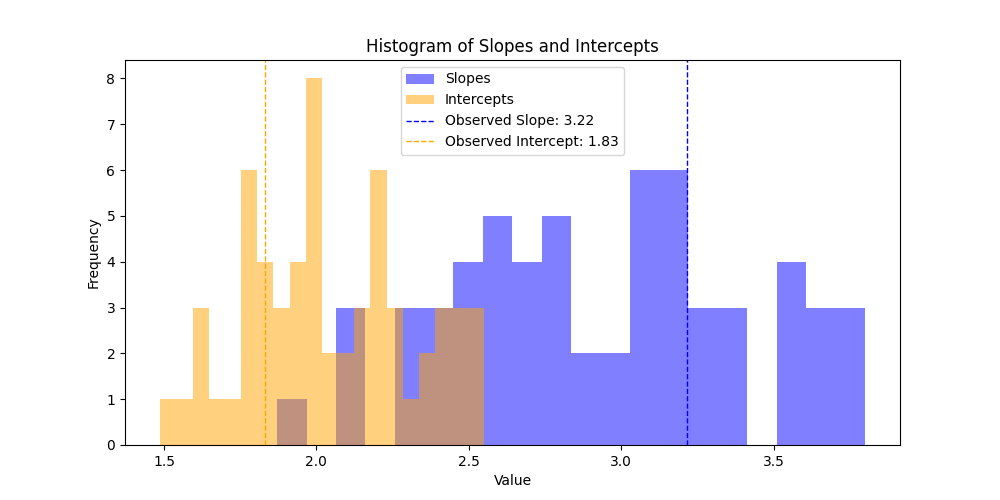 Histogram of Slopes and Intercepts
Slopes
Intercepts
Observed Slope: 3.22
Observed Intercept: 1.83
8
7
6
5
4
3
2
1
0
Frequency
1.5 2.0 2.5 3.0 3.5
Value